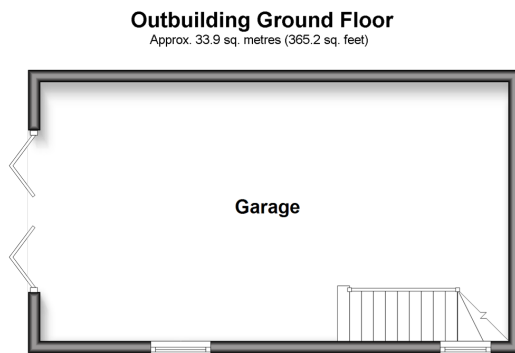 Outbuilding Ground Floor
Approx. 33.9 sq. metres (365.2 sq. feet)
Garage